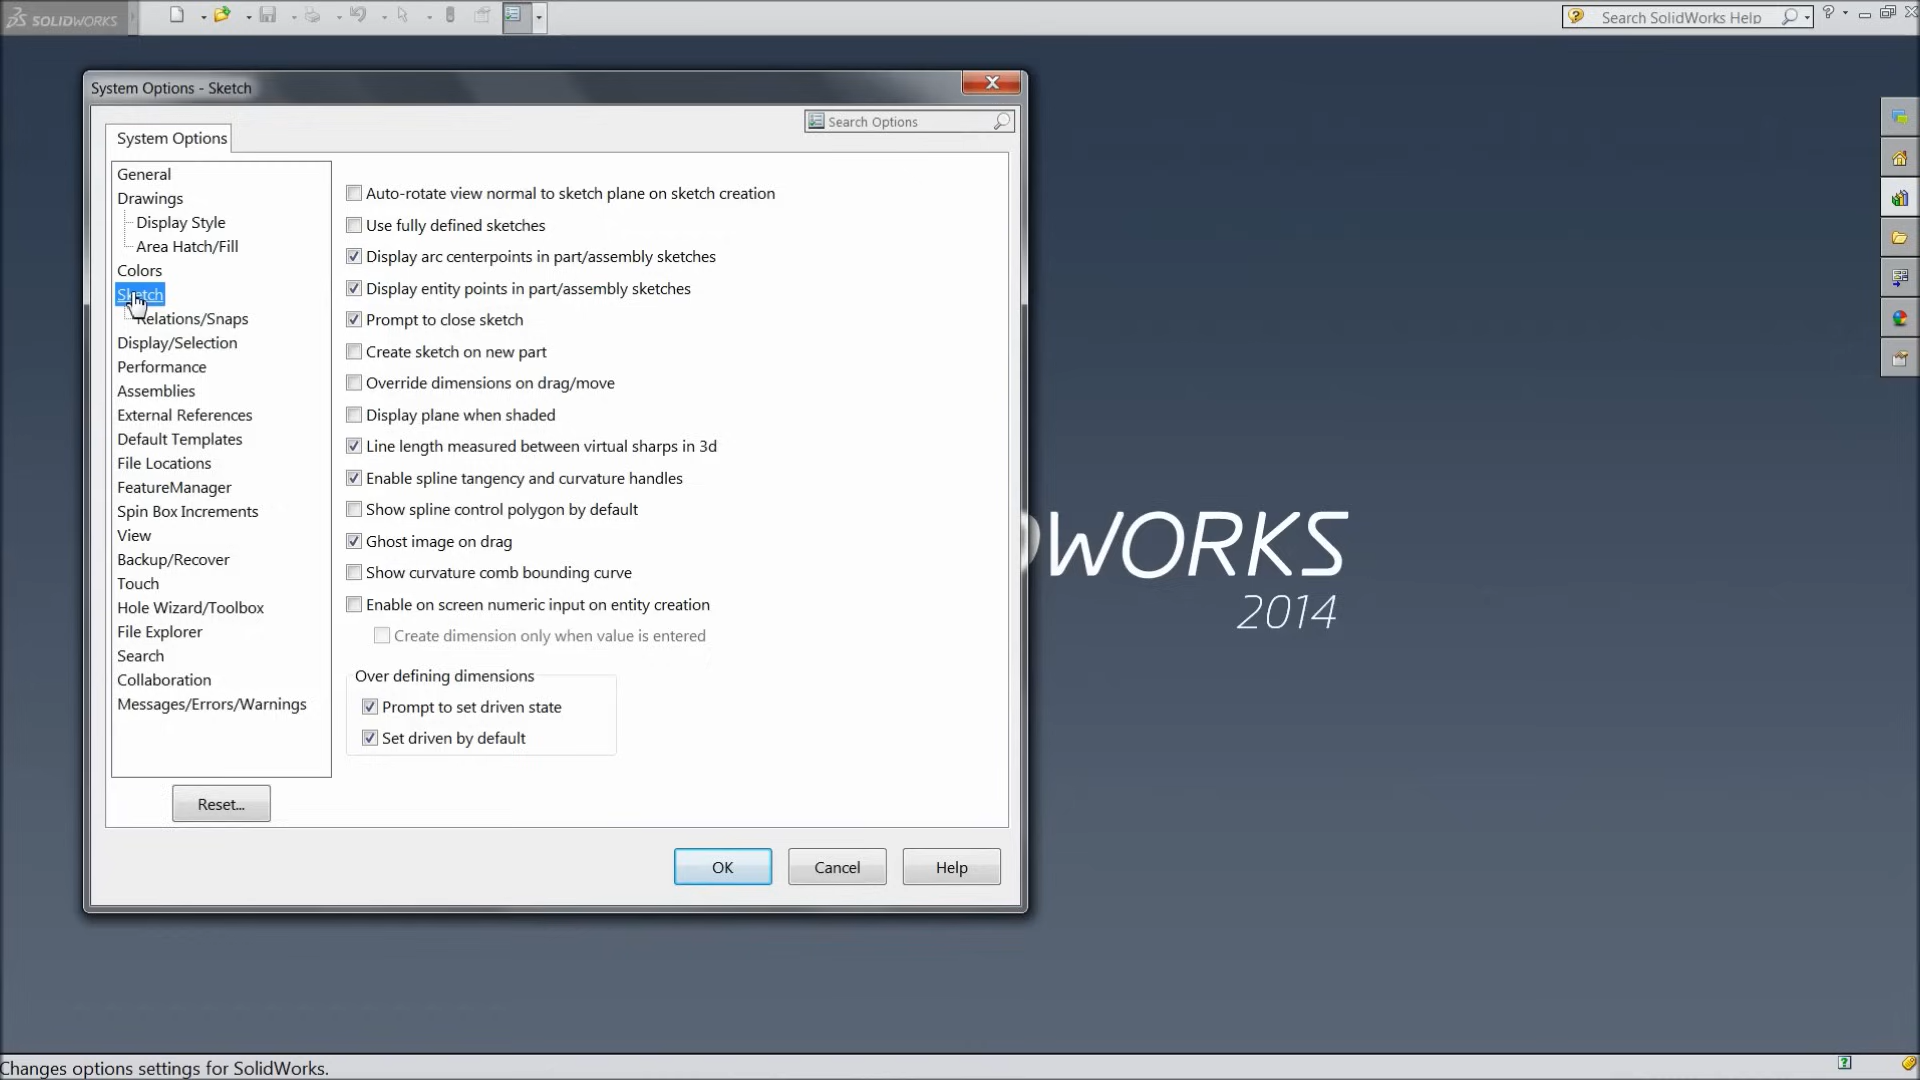 SOLIDWORKS
Search SolidWorks Help
System Options - Sketch
Search Options
System Options
General
Drawings
Display Style
Area Hatch/Fill
Colors
Sketch
Relations/Snaps
Display/Selection
Performance
Assemblies
External References
Default Templates
File Locations
FeatureManager
Spin Box Increments
View
Backup/Recover
Touch
Hole Wizard/Toolbox
File Explorer
Search
Collaboration
Messages/Errors/Warnings
Reset...
Auto-rotate view normal to sketch plane on sketch creation
Use fully defined sketches
Display arc centerpoints in part/assembly sketches
Display entity points in part/assembly sketches
Prompt to close sketch
Create sketch on new part
Override dimensions on drag/move
Display plane when shaded
Line length measured between virtual sharps in 3d
Enable spline tangency and curvature handles
Show spline control polygon by default
Ghost image on drag
Show curvature comb bounding curve
Enable on screen numeric input on entity creation
Create dimension only when value is entered
Over defining dimensions
Prompt to set driven state
Set driven by default
OK
Cancel
Help
DWORKS
2014
Changes options settings for SolidWorks.